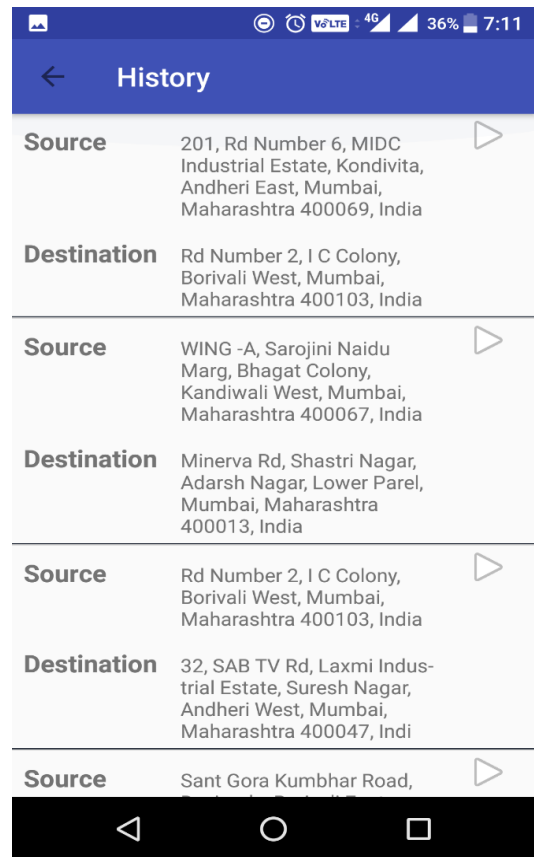 VoLTE 4G 36% 7:11
History
Source 201, Rd Number 6, MIDC
Industrial Estate, Kondivita,
Andheri East, Mumbai,
Maharashtra 400069, India
Destination Rd Number 2, I C Colony,
Borivali West, Mumbai,
Maharashtra 400103, India
Source WING -A, Sarojini Naidu
Marg, Bhagat Colony,
Kandiwali West, Mumbai,
Maharashtra 400067, India
Destination Minerva Rd, Shastri Nagar,
Adarsh Nagar, Lower Parel,
Mumbai, Maharashtra
400013, India
Source Rd Number 2, I C Colony,
Borivali West, Mumbai,
Maharashtra 400103, India
Destination 32, SAB TV Rd, Laxmi Indus-
trial Estate, Suresh Nagar,
Andheri West, Mumbai,
Maharashtra 400047, Indi
Source Sant Gora Kumbhar Road,